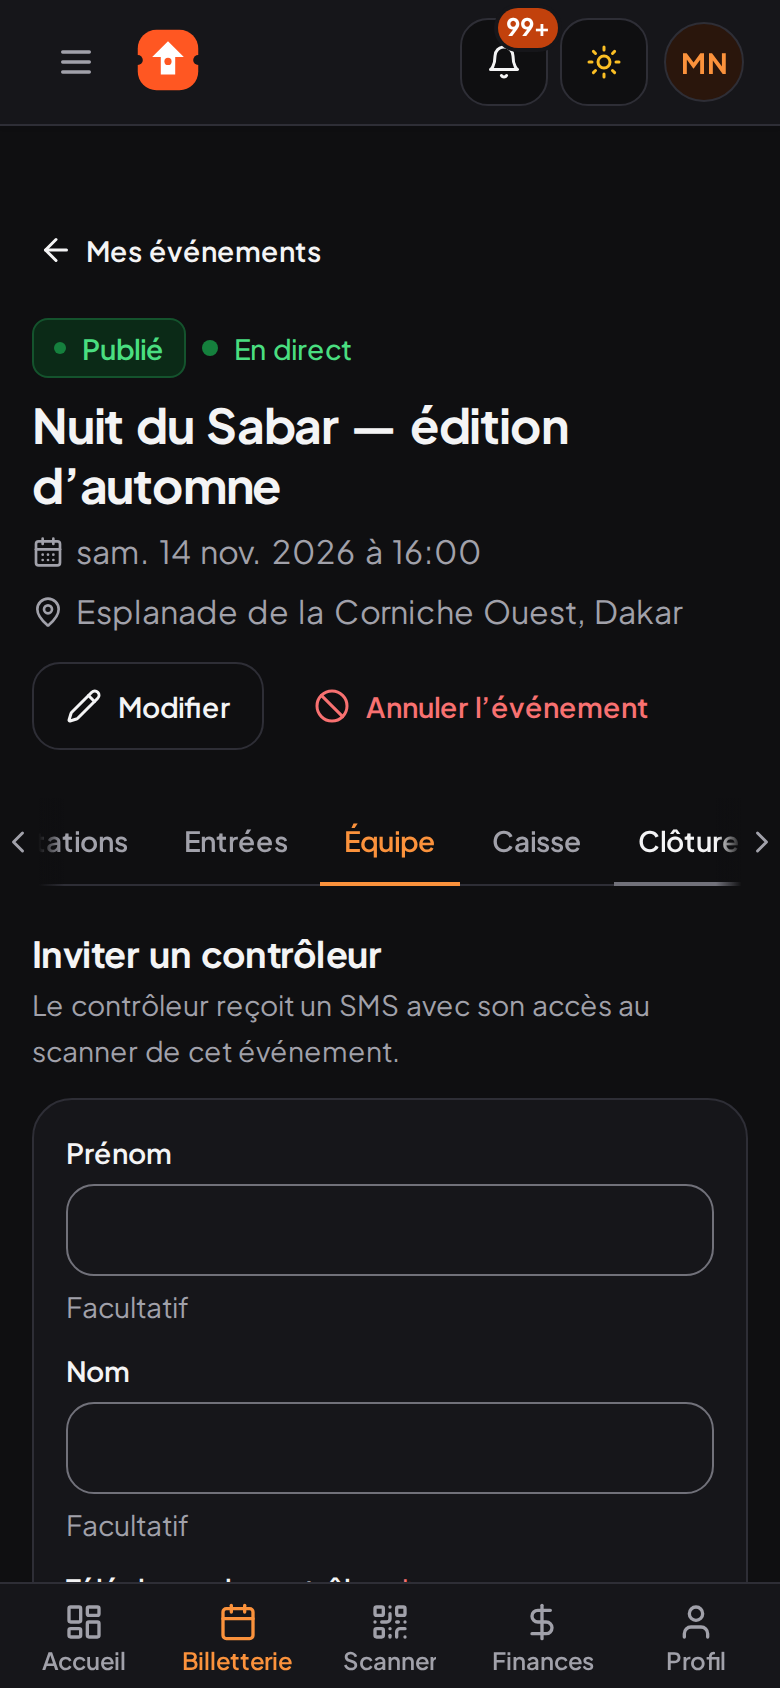 99+
MN
Mes événements
Publié
En direct
Nuit du Sabar — édition
d’automne
sam. 14 nov. 2026 à 16:00
Esplanade de la Corniche Ouest, Dakar
Modifier
Annuler l’événement
Entrées
Équipe
Caisse
Clôture
Inviter un contrôleur
Le contrôleur reçoit un SMS avec son accès au
scanner de cet événement.
Prénom
Facultatif
Nom
Facultatif
Accueil
Billetterie
Scanner
Finances
Profil